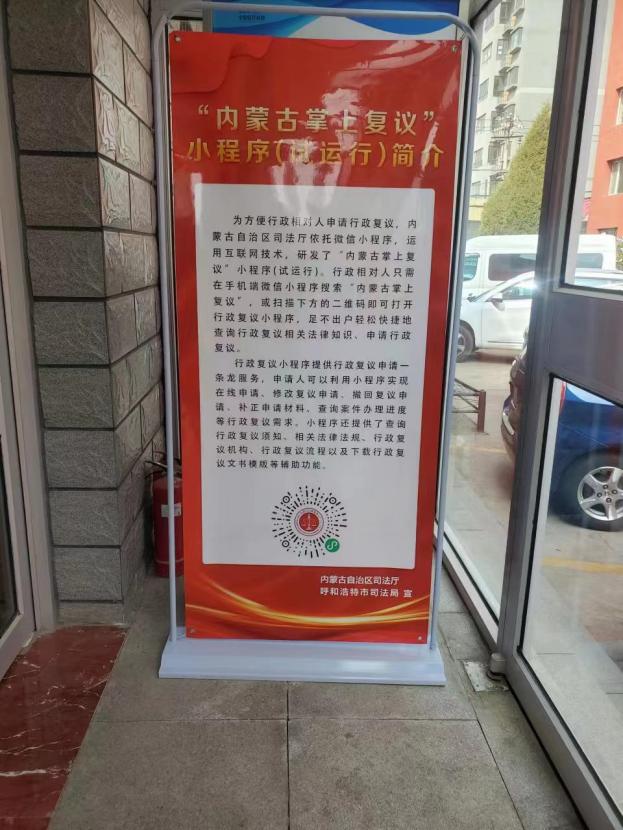 “内蒙古掌上复议”
小程序(试运行)简介
为方便行政相对人申请行政复议，内
蒙古自治区司法厅依托微信小程序，运
用互联网技术，研发了“内蒙古掌上复
议”小程序(试运行)。行政相对人只需
在手机端微信小程序搜索“内蒙古掌上
复议”，或扫描下方的二维码即可打开
行政复议小程序，足不出户轻松快捷地
查询行政复议相关法律知识、申请行政
复议。
行政复议小程序提供行政复议申请一
条龙服务，申请人可以利用小程序实现
在线申请、修改复议申请、撤回复议申
请、补正申请材料、查询案件办理进度
等行政复议需求。小程序还提供了查询
行政复议须知、相关法律法规、行政复
议机构、行政复议流程以及下载行政复
议文书模版等辅助功能。
内蒙古自治区司法厅
呼和浩特市司法局 宣